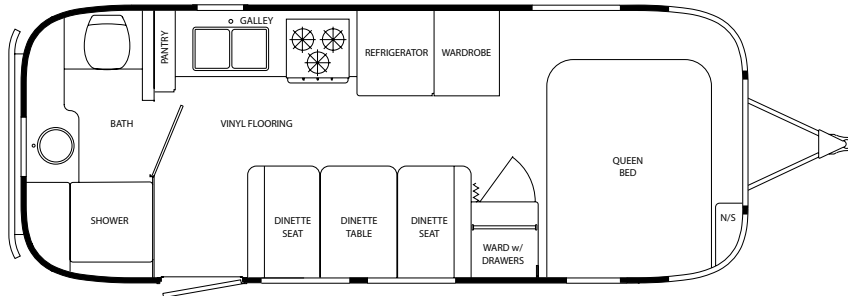 GALLEY
PANTRY
REFRIGERATOR
WARDROBE
BATH
VINYL FLOORING
QUEEN
BED
SHOWER
DINETTE
SEAT
DINETTE
TABLE
DINETTE
SEAT
WARD w/
DRAWERS
N/S